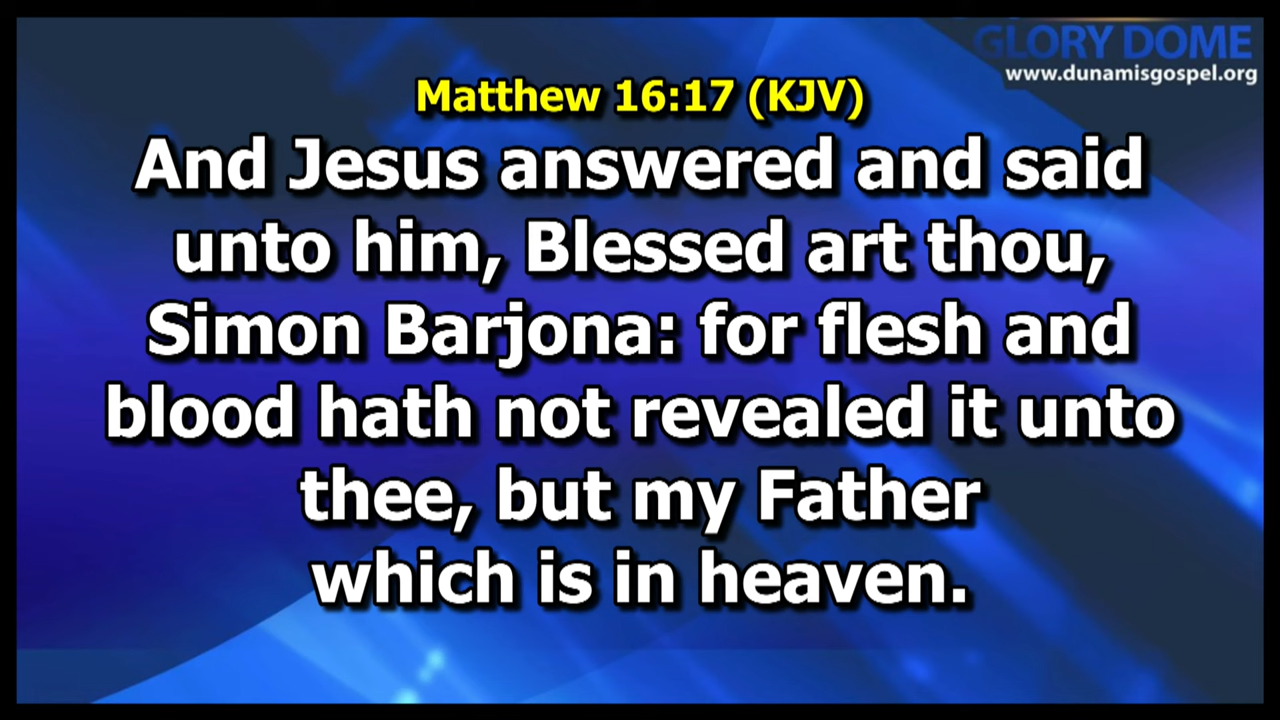 GLORY DOME
www.dunamisgospel.org
Matthew 16:17 (KJV)
And Jesus answered and said
unto him, Blessed art thou,
Simon Barjona: for flesh and
blood hath not revealed it unto
thee, but my Father
which is in heaven.